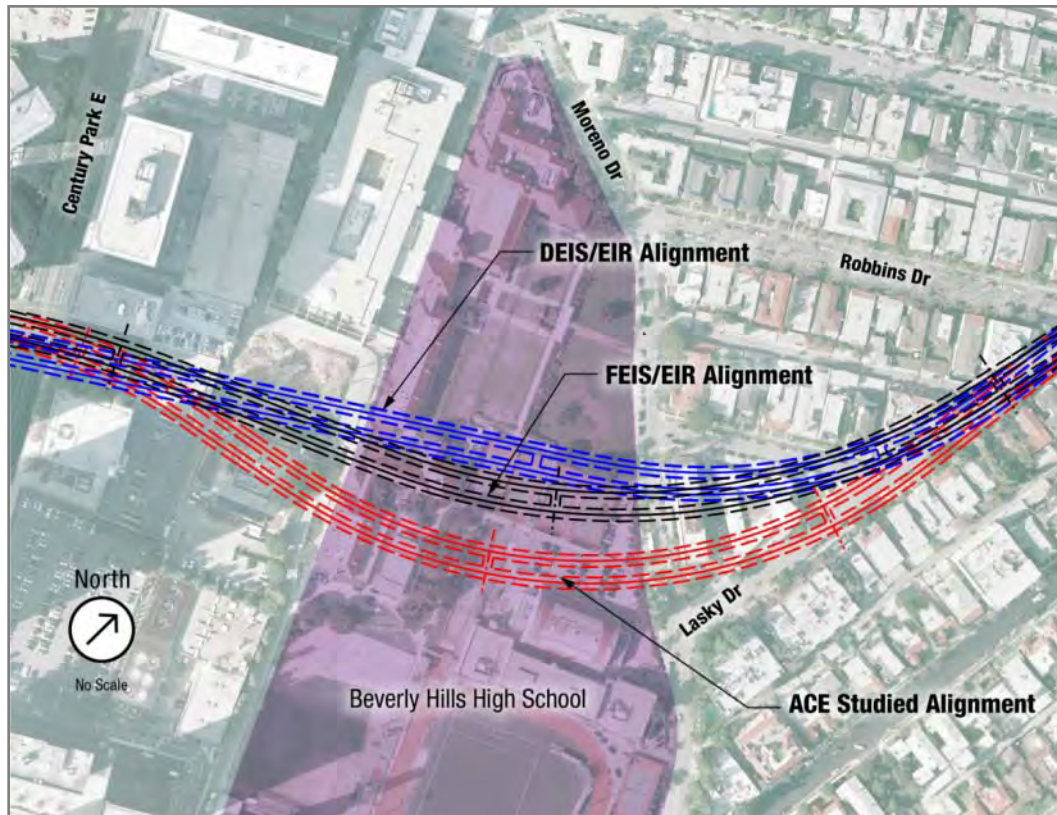 Century Park E
Moreno Dr
DEIS/EIR Alignment
Robbins Dr
FEIS/EIR Alignment
North
No Scale
Lasky Dr
Beverly Hills High School
ACE Studied Alignment